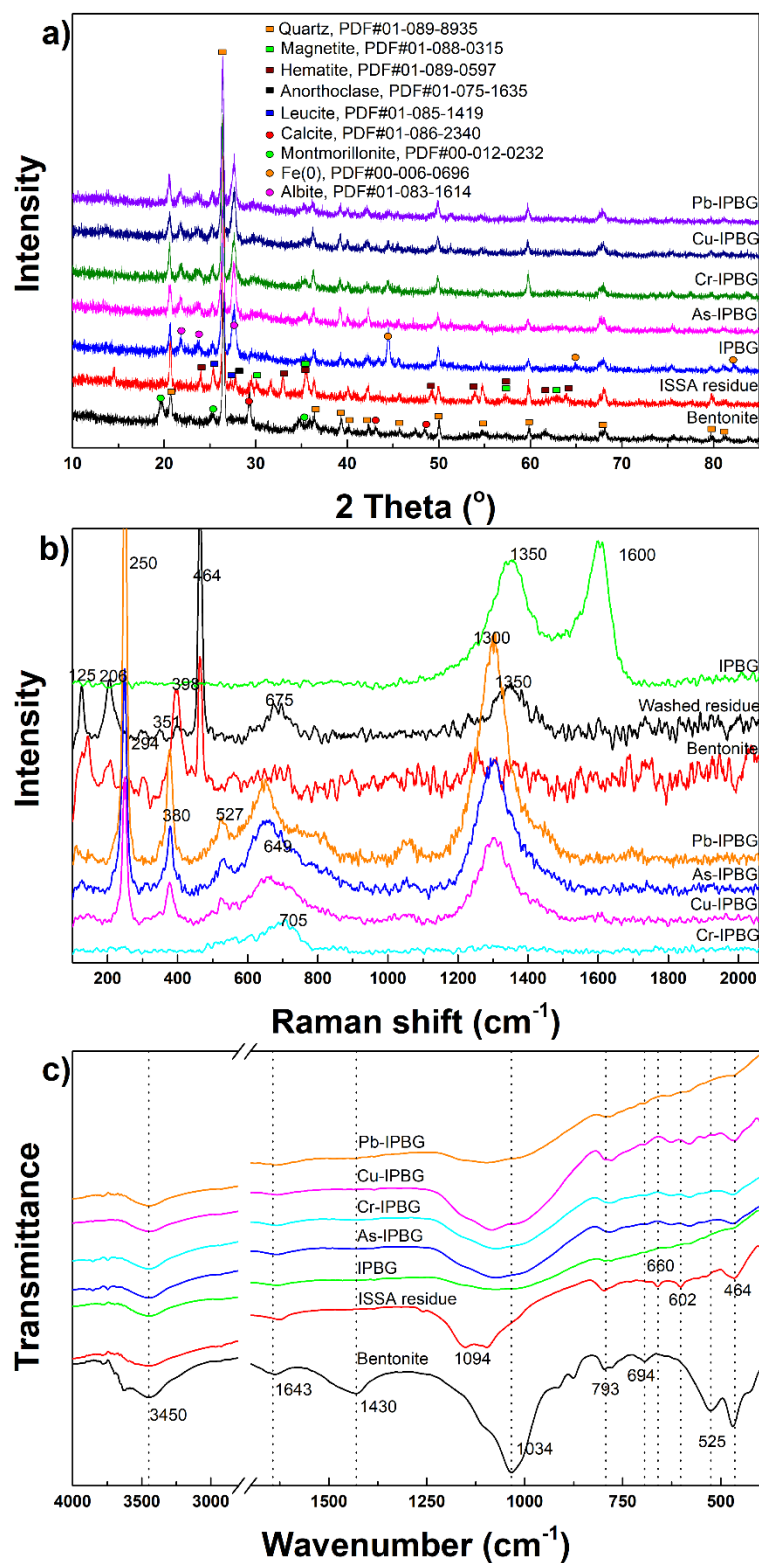 a)
Quartz, PDF#01-089-8935
Magnetite, PDF#01-088-0315
Hematite, PDF#01-089-0597
Anorthoclase, PDF#01-075-1635
Leucite, PDF#01-085-1419
Calcite, PDF#01-086-2340
Montmorillonite, PDF#00-012-0232
Fe(0), PDF#00-006-0696
Albite, PDF#01-083-1614
Intensity
Pb-IPBG
Cu-IPBG
Cr-IPBG
As-IPBG
IPBG
ISSA residue
Bentonite
10 20 30 40 50 60 70 80
2 Theta (°)
b)
250
464
1350
1600
1300
125
206
398
IPBG
Washed residue
1350
675
351
294
Bentonite
Intensity
380
527
649
Pb-IPBG
As-IPBG
Cu-IPBG
705
Cr-IPBG
200 400 600 800 1000 1200 1400 1600 1800 2000
Raman shift (cm⁻¹)
c)
Pb-IPBG
Cu-IPBG
Cr-IPBG
As-IPBG
IPBG
660
ISSA residue
602
464
1094
Bentonite
Transmittance
3450
1643
1430
1034
793
694
525
4000 3000 1500 1250 1000 750 500
Wavenumber (cm⁻¹)